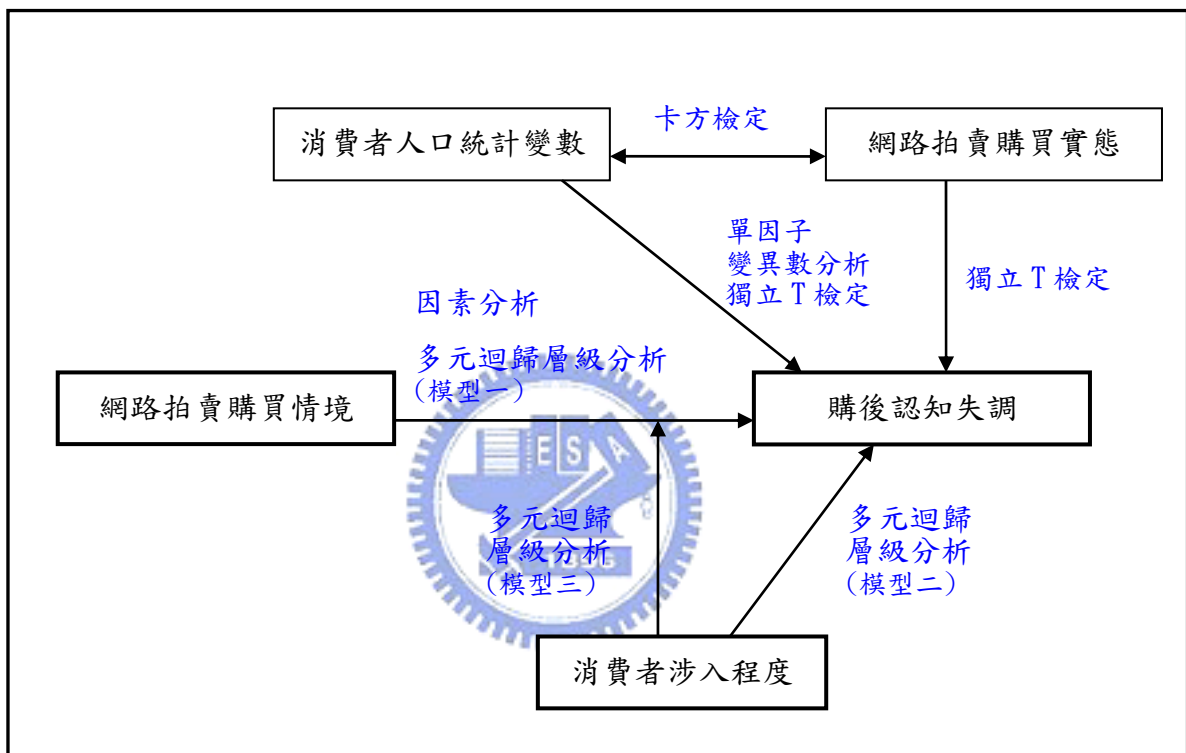 卡方檢定
消費者人口統計變數
網路拍賣購買實態
單因子
變異數分析
獨立T檢定
獨立T檢定
因素分析
多元迴歸層級分析
(模型一)
網路拍賣購買情境
購後認知失調
ESA
多元迴歸
層級分析
(模型三)
多元迴歸
層級分析
(模型二)
1896
消費者涉入程度